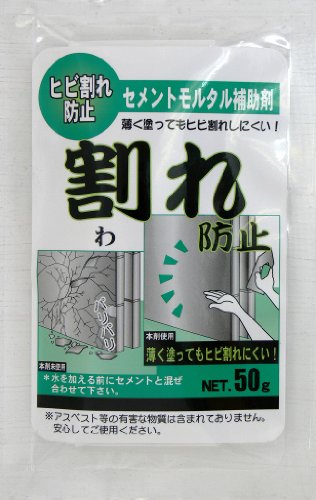 ヒビ割れ
防止
セメントモルタル補助剤
薄く塗ってもヒビ割れしにくい！
割れ
わ
防止
バリバリ
本剤未使用
本剤使用
薄く塗ってもヒビ割れにくい！
＊水を加える前にセメントと混ぜ
合わせて下さい。
NET. 50g
※アスベスト等の有害な物質は含まれておりません。
安心してご使用ください。